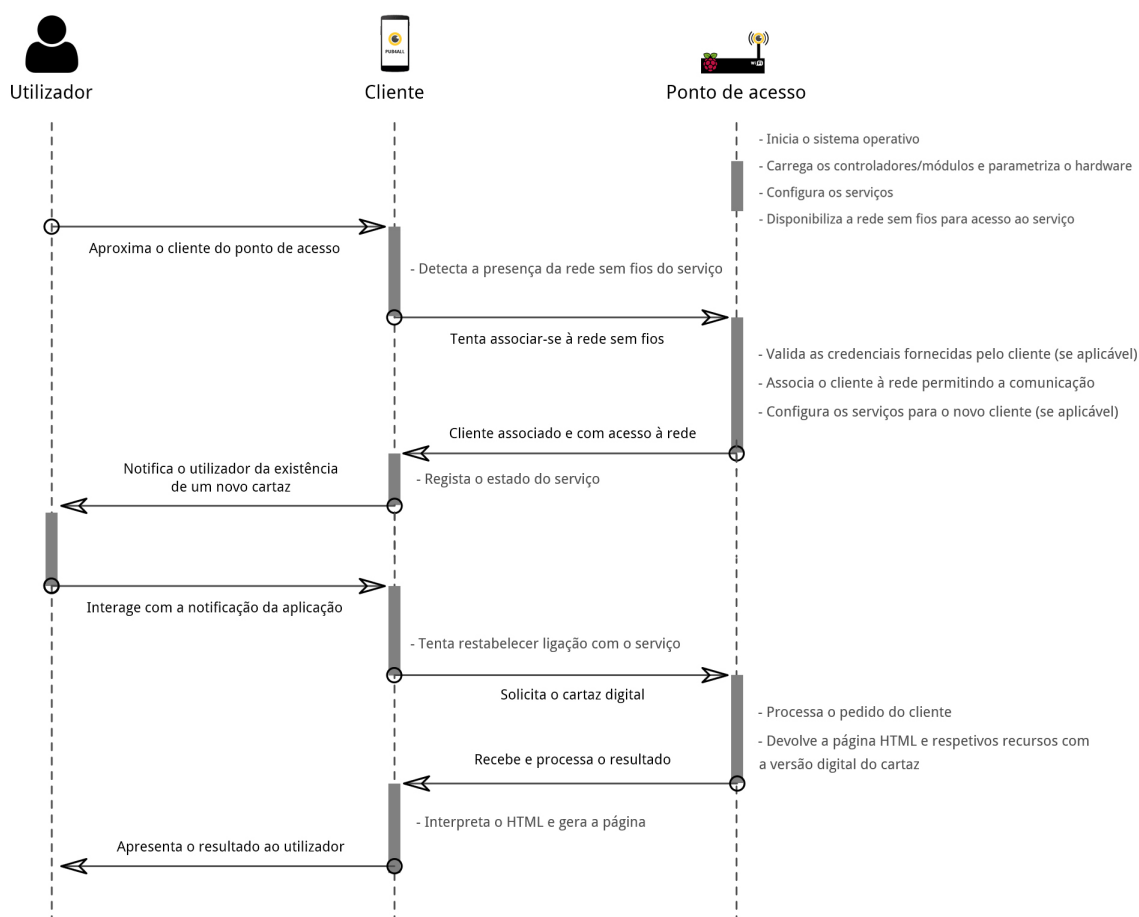 PUB4ALL
WiFi
Utilizador
Cliente
Ponto de acesso
- Inicia o sistema operativo
- Carrega os controladores/módulos e parametriza o hardware
- Configura os serviços
- Disponibiliza a rede sem fios para acesso ao serviço
Aproxima o cliente do ponto de acesso
- Detecta a presença da rede sem fios do serviço
Tenta associar-se à rede sem fios
- Valida as credenciais fornecidas pelo cliente (se aplicável)
- Associa o cliente à rede permitindo a comunicação
- Configura os serviços para o novo cliente (se aplicável)
Cliente associado e com acesso à rede
Notifica o utilizador da existência
de um novo cartaz
- Regista o estado do serviço
Interage com a notificação da aplicação
- Tenta restabelecer ligação com o serviço
Solicita o cartaz digital
- Processa o pedido do cliente
- Devolve a página HTML e respetivos recursos com
a versão digital do cartaz
Recebe e processa o resultado
- Interpreta o HTML e gera a página
Apresenta o resultado ao utilizador